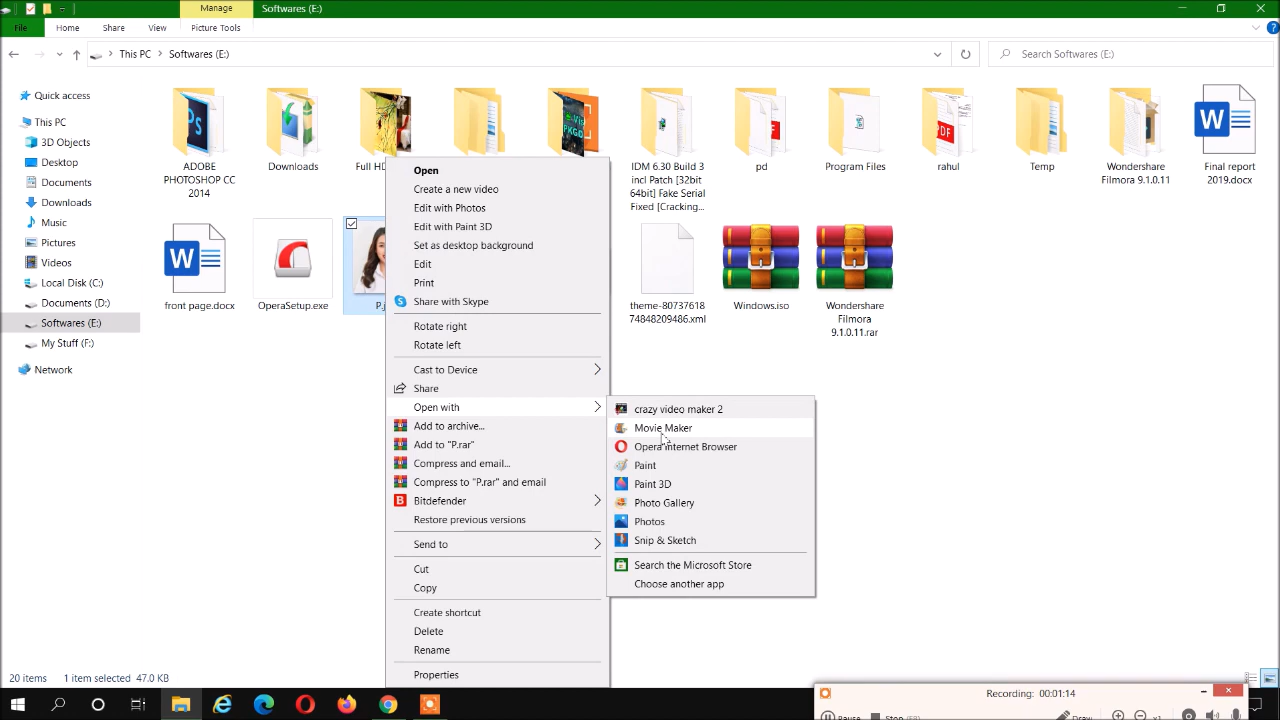 Manage
Softwares (E:)
File
Home
Share
View
Picture Tools
This PC
Softwares (E:)
Search Softwares (E:)
Quick access
This PC
3D Objects
Desktop
Documents
Downloads
Music
Pictures
Videos
Local Disk (C:)
Documents (D:)
Softwares (E:)
My Stuff (F:)
Network
ADOBE
PHOTOSHOP CC
2014
Downloads
Full HD
IDM 6.30 Build 3
incl Patch [32bit
64bit] Fake Serial
Fixed [Cracking...
pd
Program Files
rahul
Temp
Wondershare
Filmora 9.1.0.11
Final report
2019.docx
front page.docx
OperaSetup.exe
P.j
theme-80737618
74848209486.xml
Windows.iso
Wondershare
Filmora
9.1.0.11.rar
Open
Create a new video
Edit with Photos
Edit with Paint 3D
Set as desktop background
Edit
Print
Share with Skype
Rotate right
Rotate left
Cast to Device
Share
Open with
Add to archive...
Add to "P.rar"
Compress and email...
Compress to "P.rar" and email
Bitdefender
Restore previous versions
Send to
Cut
Copy
Create shortcut
Delete
Rename
Properties
crazy video maker 2
Movie Maker
Opera Internet Browser
Paint
Paint 3D
Photo Gallery
Photos
Snip & Sketch
Search the Microsoft Store
Choose another app
20 items
1 item selected 47.0 KB
Recording: 00:01:14
Pause
Stop (F8)
Draw
x1